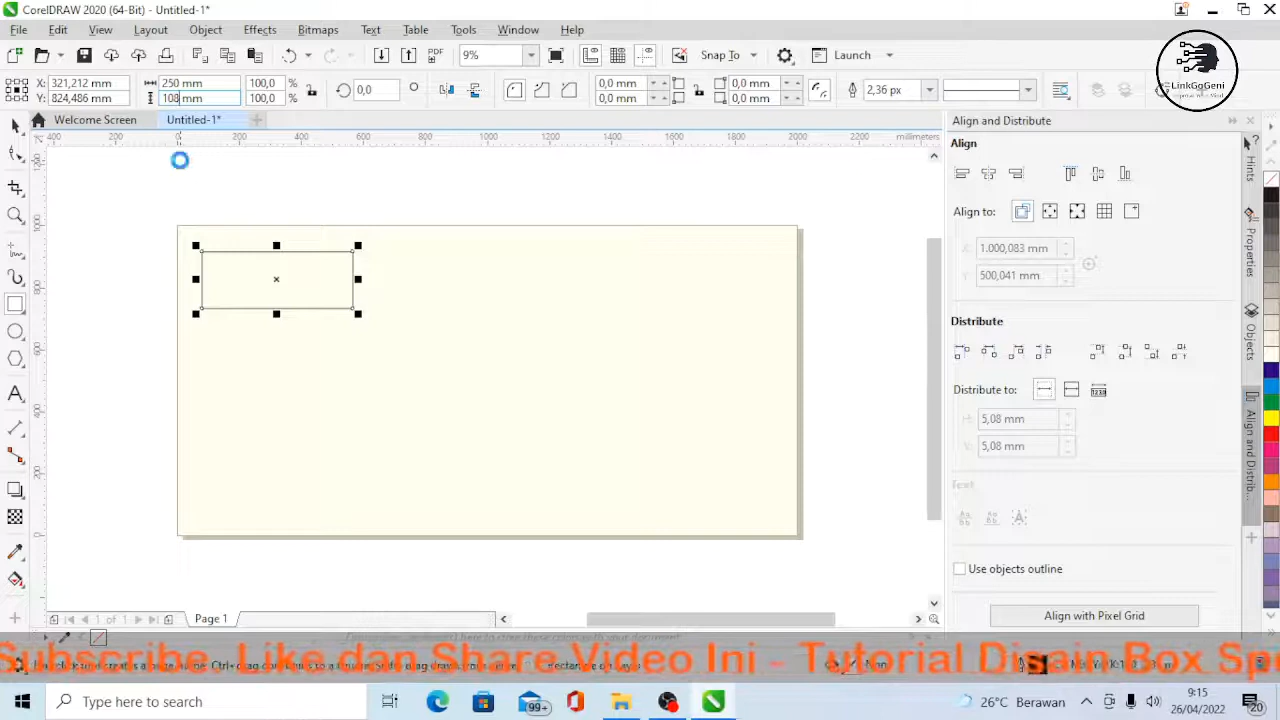 CorelDRAW 2020 (64-Bit) - Untitled-1*
File Edit View Layout Object Effects Bitmaps Text Table Tools Window Help
PDF 9% Snap To Launch
X: 321,212 mm 250 mm 100,0 % 0,0 0,0 mm 0,0 mm 2,36 px
Y: 824,486 mm 108 mm 100,0 % 0,0 mm 0,0 mm
LinkGoGeni
Welcome Screen Untitled-1* Align and Distribute
400 200 0 200 400 600 800 1000 1200 1400 1600 1800 2000 2200 millimeters
Align
Hints
Align to:
X: 1.000,083 mm
Y: 500,041 mm
Properties
Distribute
Objects
Distribute to:
H: 5,08 mm
V: 5,08 mm
Align and Distrib...
Text
Use objects outline
Align with Pixel Grid
1 of 1 Page 1
Subscribe, Like dan Share Video Ini - Tutorial Disain Box Sp
Type here to search
99+
26°C Berawan
9:15
26/04/2022
20